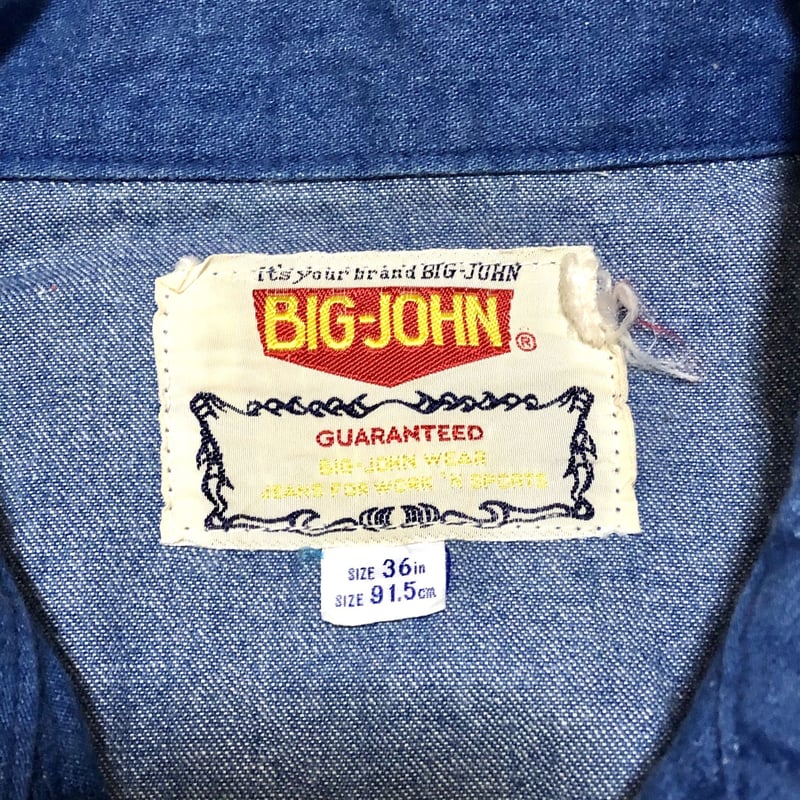 It's your brand BIG-JOHN
BIG-JOHN
®
GUARANTEED
BIG-JOHN WEAR
JEANS FOR WORK 'N SPORTS
SIZE 36in
SIZE 91.5cm